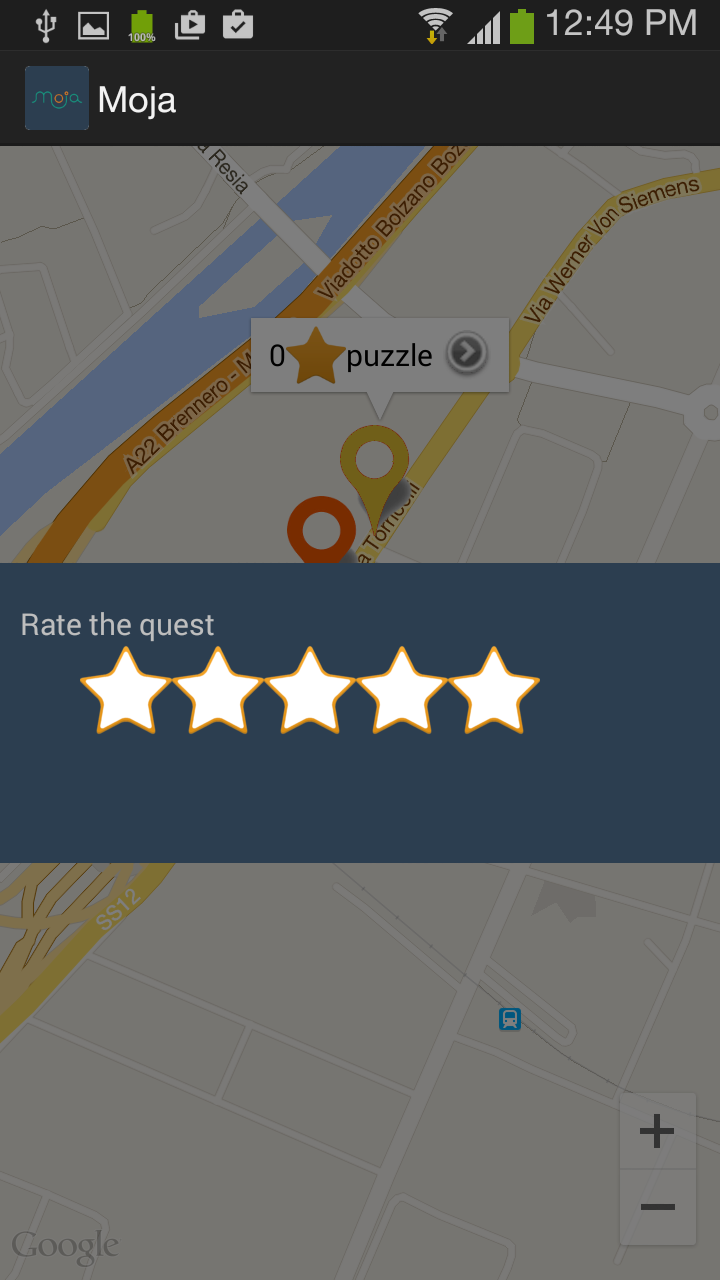 100%
12:49 PM
moja
Moja
a Resia
Viadotto Bolzano Boz
Via Werner Von Siemens
0 puzzle
A22 Brennero - M
a Torricelli
Rate the quest
SS12
Google